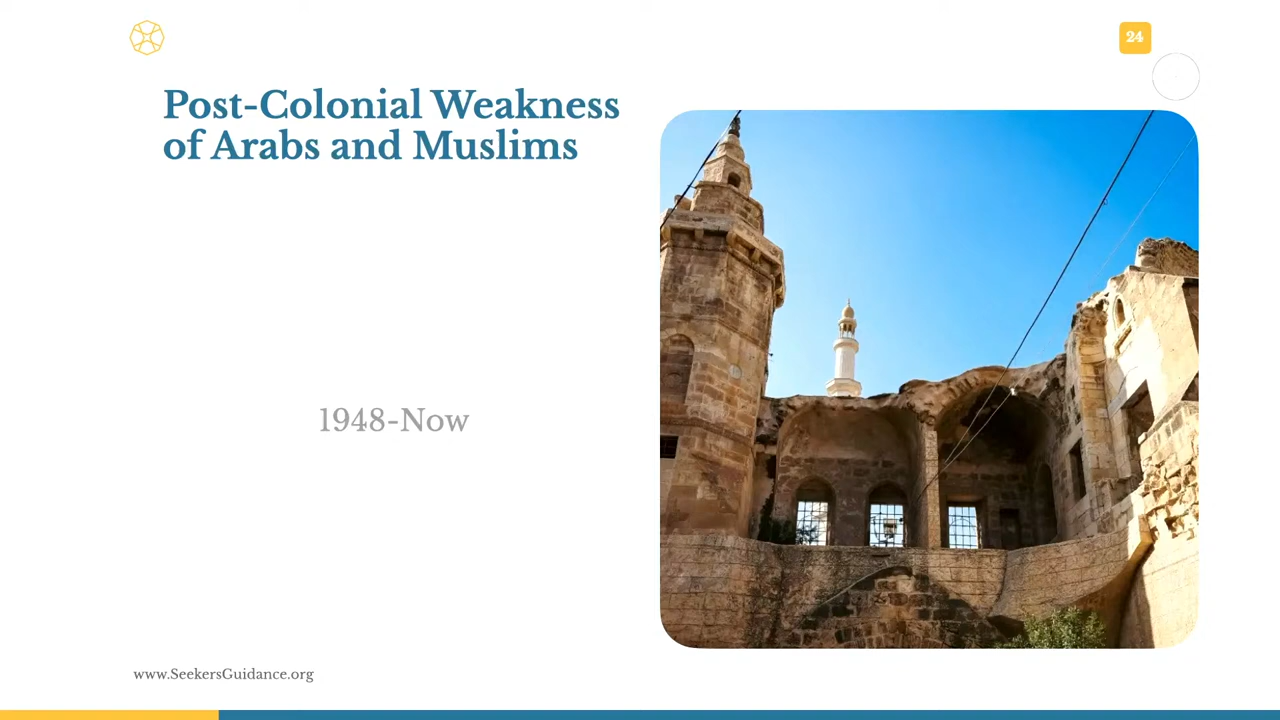 24
Post-Colonial Weakness
of Arabs and Muslims
1948-Now
www.SeekersGuidance.org